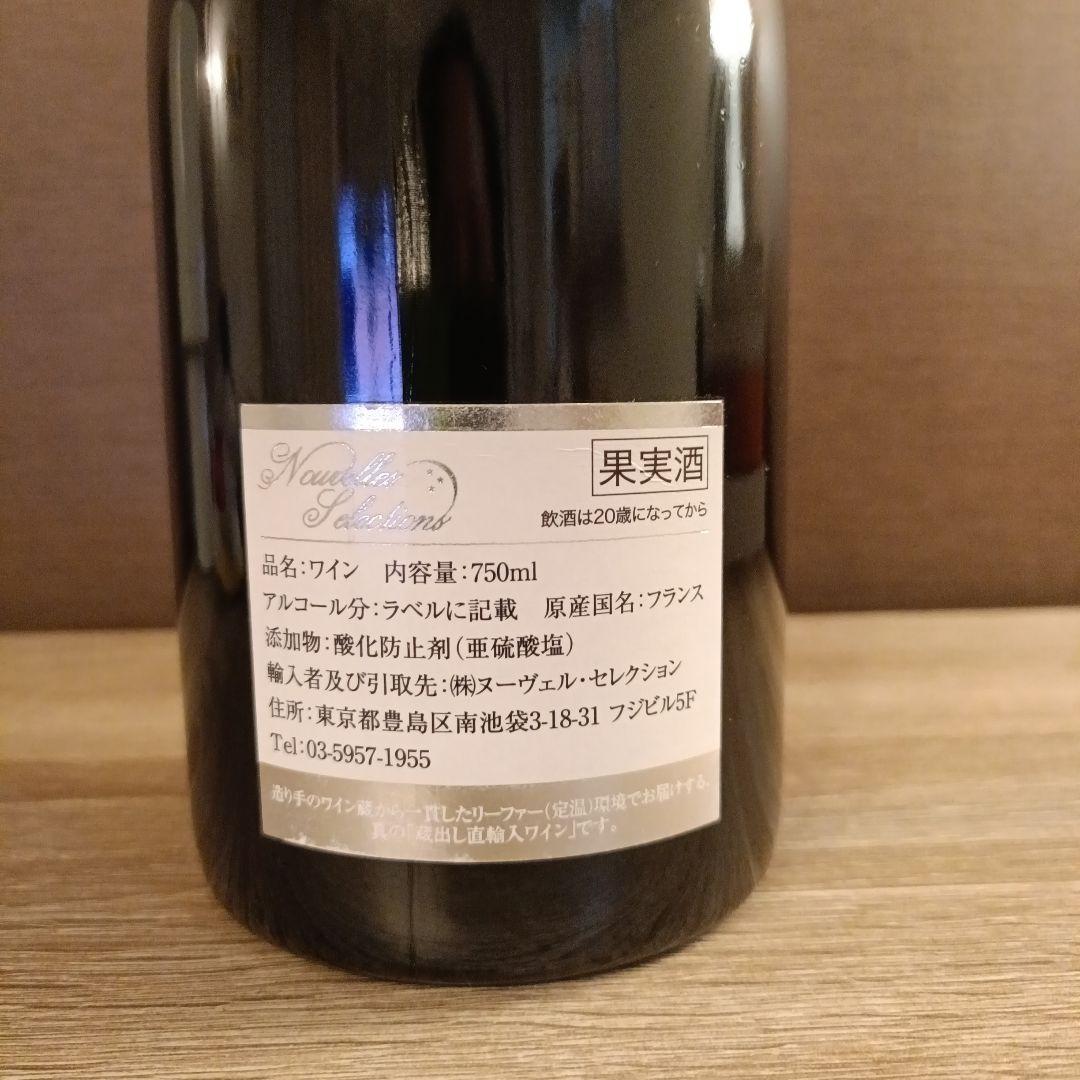 Nouvelles
Selections
果実酒
飲酒は20歳になってから
品名:ワイン 内容量:750ml
アルコール分:ラベルに記載 原産国名:フランス
添加物:酸化防止剤(亜硫酸塩)
輸入者及び引取先:(株)ヌーヴェル・セレクション
住所:東京都豊島区南池袋3-18-31 フジビル5F
Tel:03-5957-1955
造り手のワイン蔵から一貫したリーファー(定温)環境でお届けする、
真の「蔵出し直輸入ワイン」です。